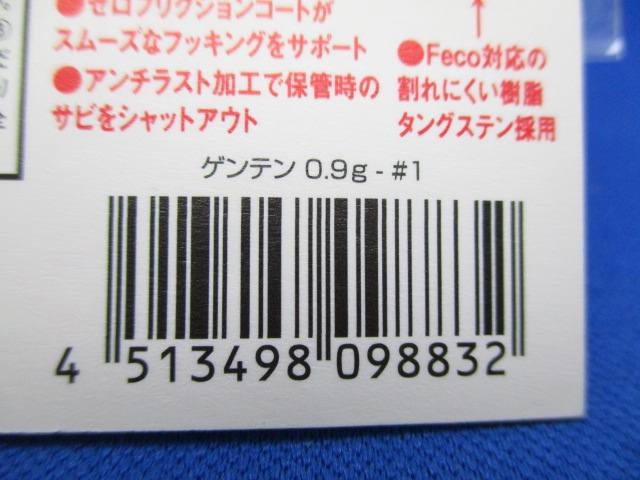 ●ゼロフリクションコートが
スムーズなフッキングをサポート
●アンチラスト加工で保管時の
サビをシャットアウト
↑
●Feco対応の
割れにくい樹脂
タングステン採用
ゲンテン 0.9g - #1
4 513498 098832